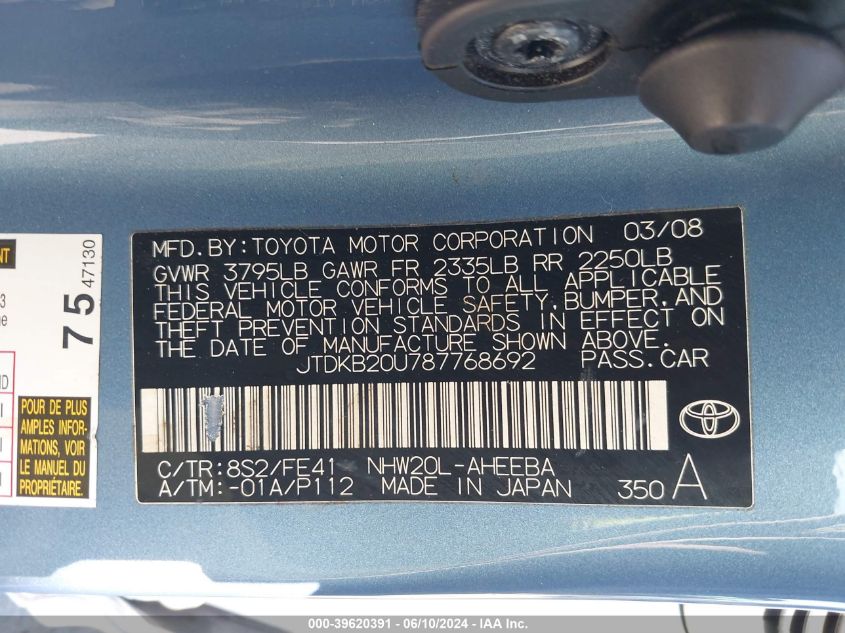 MFD. BY: TOYOTA MOTOR CORPORATION 03/08
GVWR 3795LB GAWR FR 2335LB RR 2250LB
THIS VEHICLE CONFORMS TO ALL APPLICABLE
FEDERAL MOTOR VEHICLE SAFETY, BUMPER, AND
THEFT PREVENTION STANDARDS IN EFFECT ON
THE DATE OF MANUFACTURE SHOWN ABOVE.
JTDKB20U787768692 PASS. CAR
C/TR: 8S2/FE41 NHW20L-AHEEBA
A/TM: -01A/P112 MADE IN JAPAN 350 A
75
47130
POUR DE PLUS
AMPLES INFOR-
MATIONS, VOIR
LE MANUEL DU
PROPRIÉTAIRE.
000-39620391 - 06/10/2024 - IAA Inc.